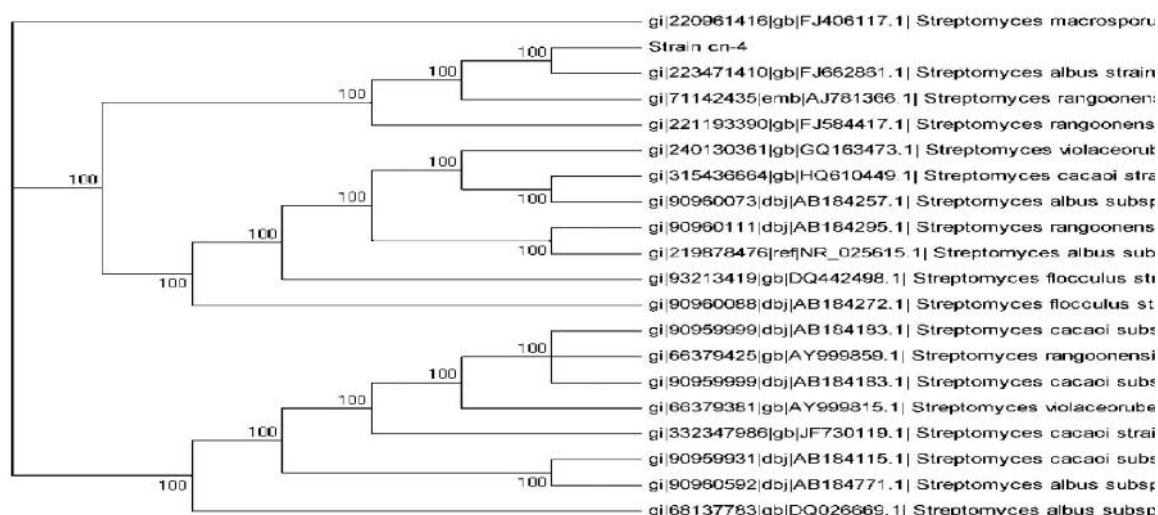 gi|220961416|gb|FJ406117.1| Streptomyces macrosporu
100 Strain cn-4
100 gi|223471410|gb|FJ662861.1| Streptomyces albus strain
100 gi|71142435|emb|AJ781366.1| Streptomyces rangoonens
gi|221193390|gb|FJ584417.1| Streptomyces rangoonens
100 gi|240130361|gb|GQ163473.1| Streptomyces violaceorub
100 100 gi|315436664|gb|HQ610449.1| Streptomyces cacaoi stra
100 gi|90960073|dbj|AB184257.1| Streptomyces albus subsp
gi|90960111|dbj|AB184295.1| Streptomyces rangoonens
100 100 gi|219878476|ref|NR_025615.1| Streptomyces albus sub
100 gi|93213419|gb|DQ442498.1| Streptomyces flocculus str
gi|90960088|dbj|AB184272.1| Streptomyces flocculus st
gi|90959999|dbj|AB184183.1| Streptomyces cacaoi subs
100 gi|66379425|gb|AY999859.1| Streptomyces rangoonensi
100 gi|90959999|dbj|AB184183.1| Streptomyces cacaoi subs
100 gi|66379381|gb|AY999815.1| Streptomyces violaceorube
100 gi|332347986|gb|JF730119.1| Streptomyces cacaoi strai
gi|90959931|dbj|AB184115.1| Streptomyces cacaoi subs
100 100 gi|90960592|dbj|AB184771.1| Streptomyces albus subsp
gi|68137783|gb|DQ026669.1| Streptomyces albus subsp